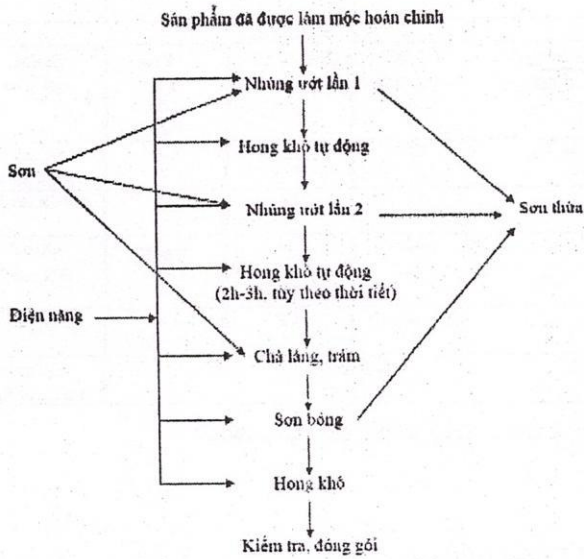 Sản phẩm đã được làm mộc hoàn chỉnh
Nhúng ướt lần 1
Hong khô tự động
Sơn
Nhúng ướt lần 2
Sơn thừa
Hong khô tự động
(2h-3h. tùy theo thời tiết)
Điện năng
Chà láng, trám
Sơn bóng
Hong khô
Kiểm tra, đóng gói